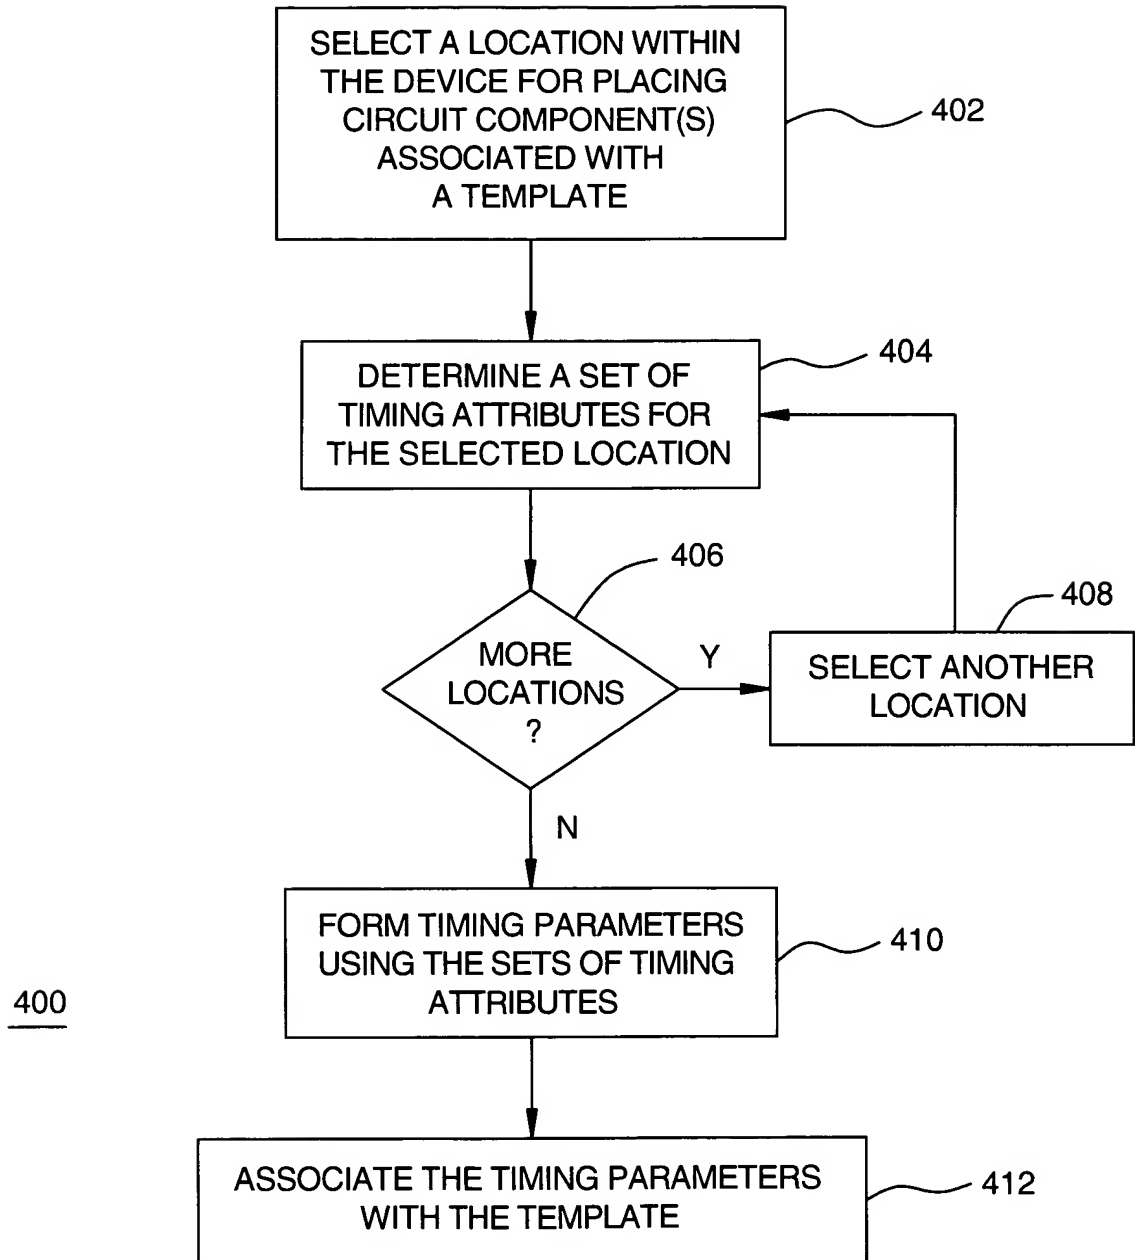 SELECT A LOCATION WITHIN
THE DEVICE FOR PLACING
CIRCUIT COMPONENT(S)
ASSOCIATED WITH
A TEMPLATE
402
DETERMINE A SET OF
TIMING ATTRIBUTES FOR
THE SELECTED LOCATION
404
MORE
LOCATIONS
?
406
Y
SELECT ANOTHER
LOCATION
408
N
FORM TIMING PARAMETERS
USING THE SETS OF TIMING
ATTRIBUTES
410
400
ASSOCIATE THE TIMING PARAMETERS
WITH THE TEMPLATE
412